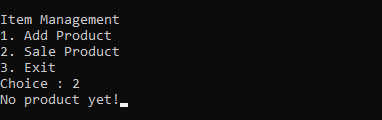 Item Management
1. Add Product
2. Sale Product
3. Exit
Choice : 2
No product yet!